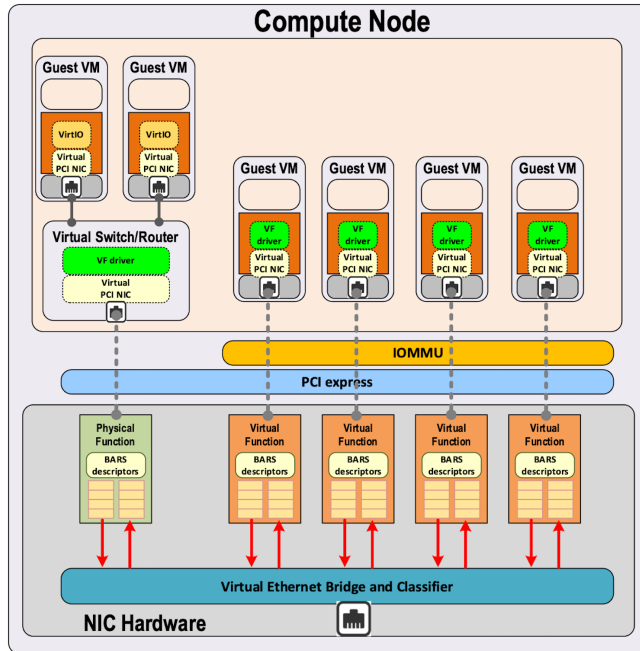 Compute Node
Guest VM
Guest VM
VirtIO
VirtIO
Virtual
PCI NIC
Virtual
PCI NIC
Guest VM
Guest VM
Guest VM
Guest VM
VF
driver
VF
driver
VF
driver
VF
driver
Virtual
PCI NIC
Virtual
PCI NIC
Virtual
PCI NIC
Virtual
PCI NIC
Virtual Switch/Router
VF driver
Virtual
PCI NIC
IOMMU
PCI express
Physical
Function
BARS
descriptors
Virtual
Function
BARS
descriptors
Virtual
Function
BARS
descriptors
Virtual
Function
BARS
descriptors
Virtual
Function
BARS
descriptors
Virtual Ethernet Bridge and Classifier
NIC Hardware